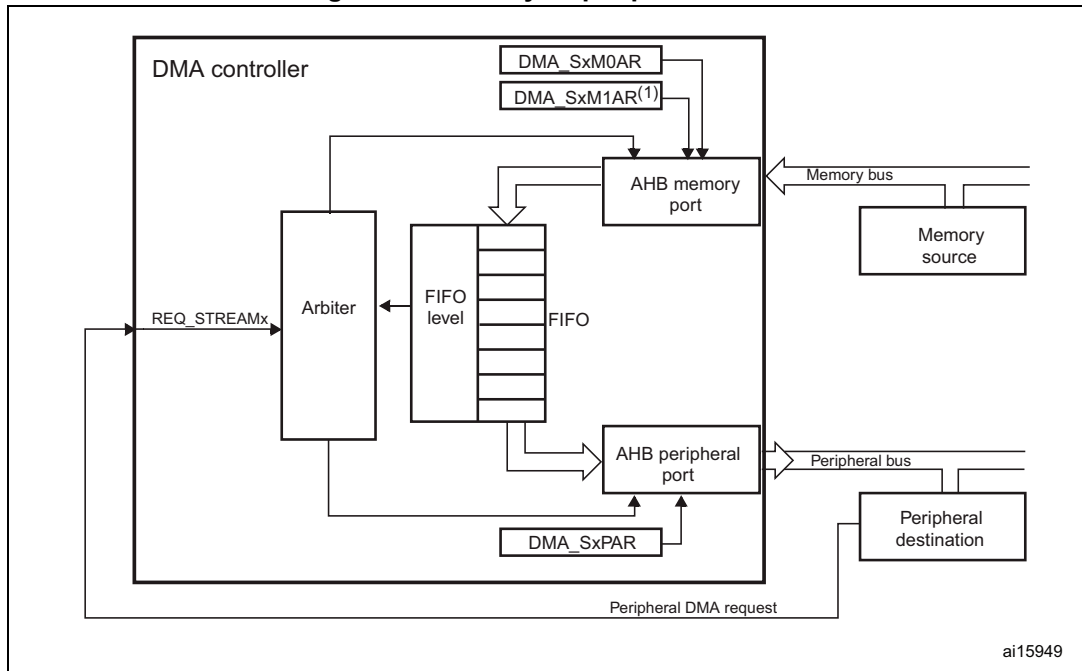 DMA controller
DMA_SxM0AR
DMA_SxM1AR(1)
AHB memory
port
Memory bus
Memory
source
REQ_STREAMx
Arbiter
FIFO
level
FIFO
AHB peripheral
port
Peripheral bus
DMA_SxPAR
Peripheral
destination
Peripheral DMA request
ai15949